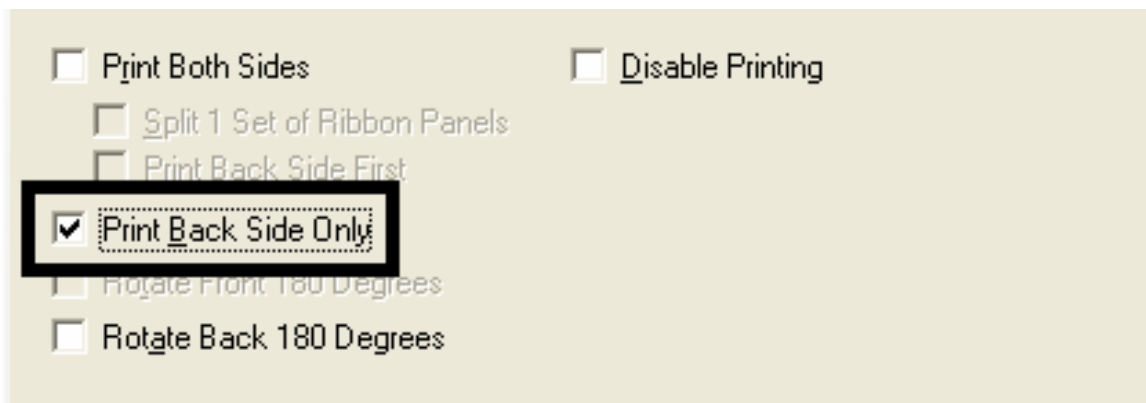 Print Both Sides
Disable Printing
Split 1 Set of Ribbon Panels
Print Back Side First
Print Back Side Only
Rotate Front 180 Degrees
Rotate Back 180 Degrees